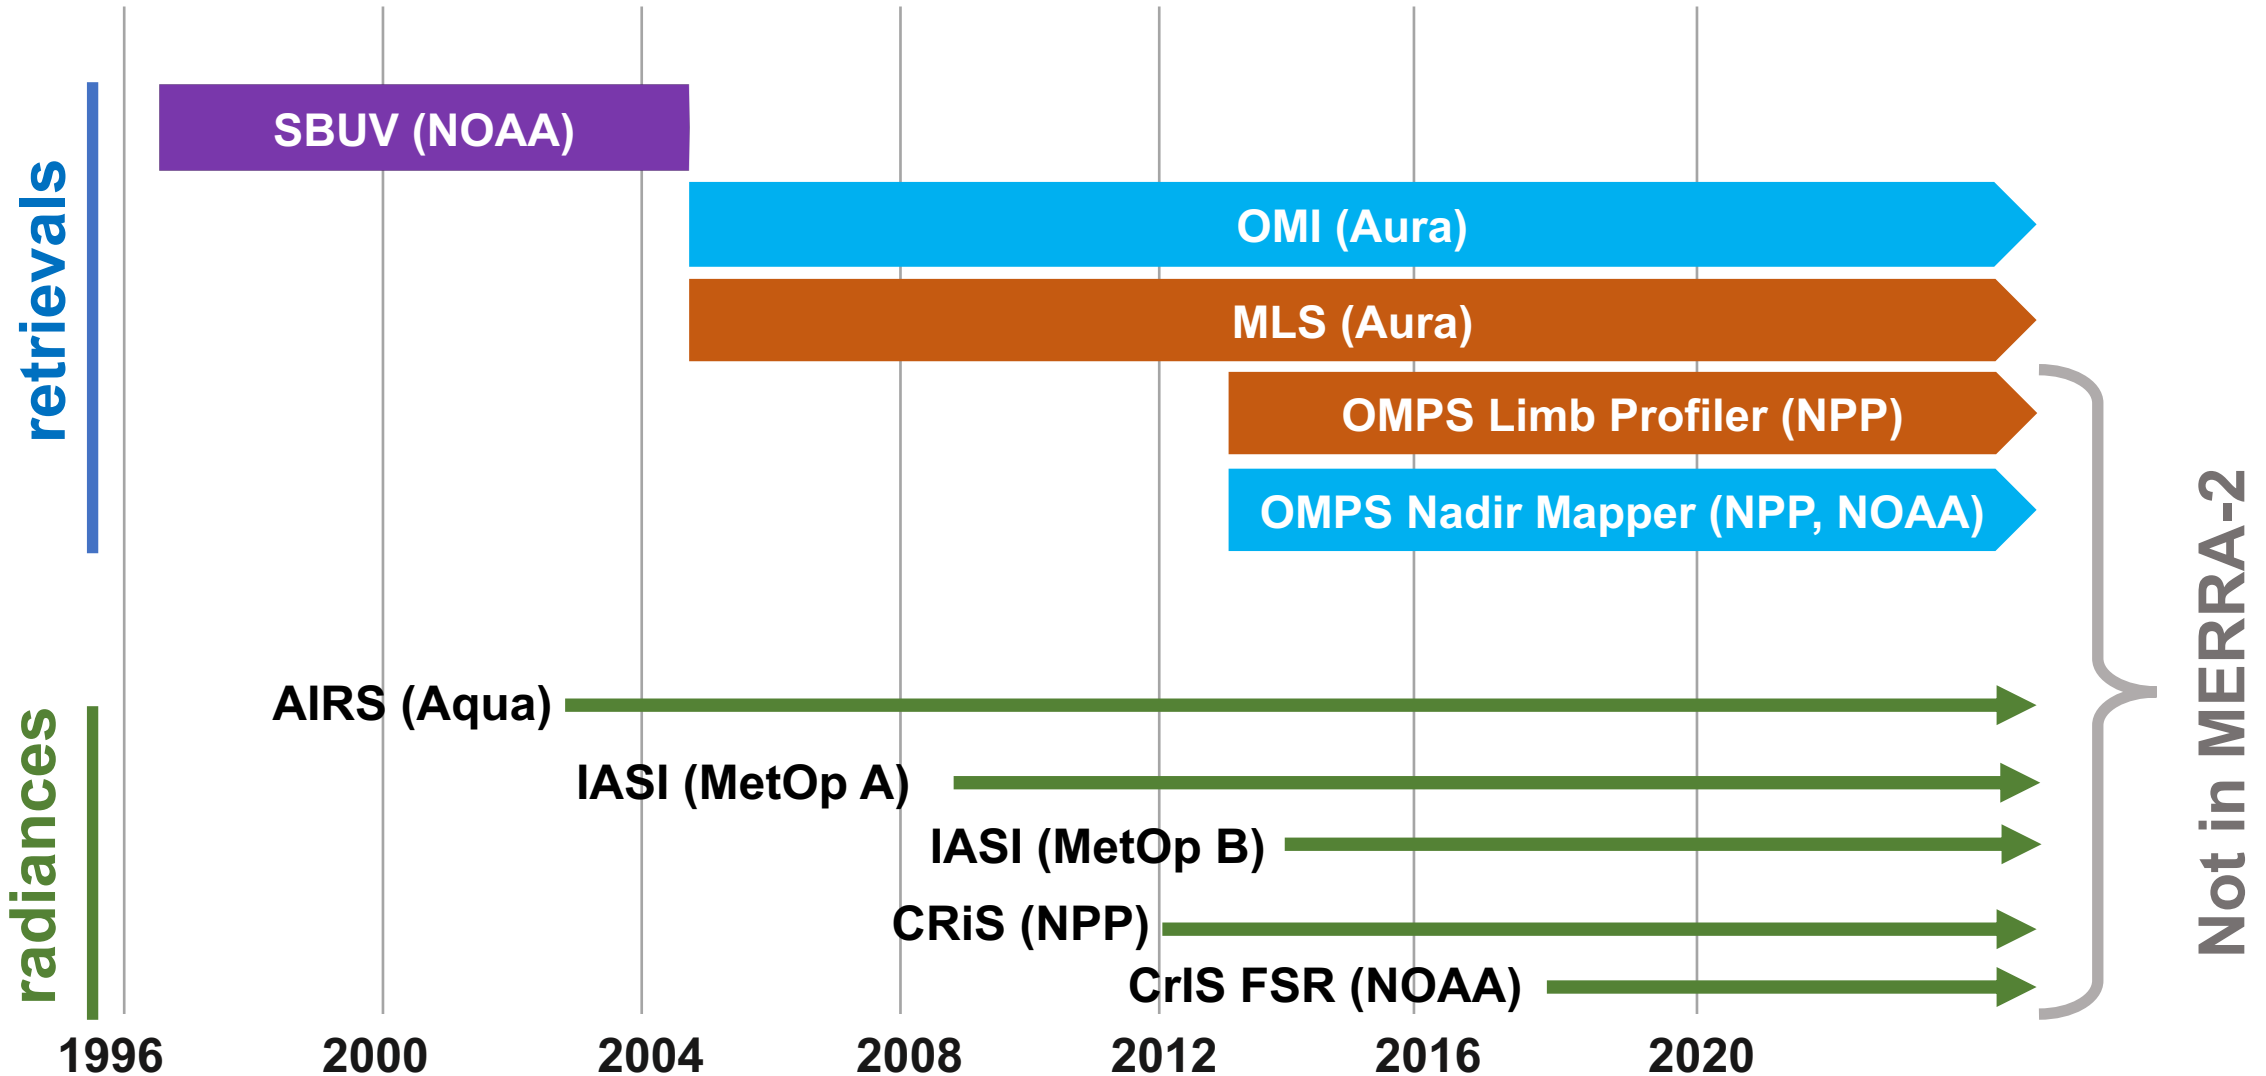 retrievals
SBUV (NOAA)
OMI (Aura)
MLS (Aura)
OMPS Limb Profiler (NPP)
OMPS Nadir Mapper (NPP, NOAA)
Not in MERRA-2
radiances
AIRS (Aqua)
IASI (MetOp A)
IASI (MetOp B)
CRiS (NPP)
CrIS FSR (NOAA)
1996 2000 2004 2008 2012 2016 2020